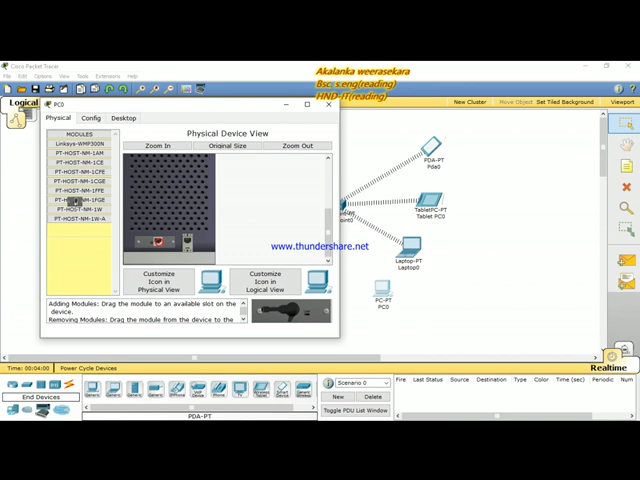 Cisco Packet Tracer
File Edit Options View Tools Extensions Help
Akalanka weerasekara
Bsc. s.eng(reading)
HND-IT(reading)
Logical
New Cluster
Move Object
Set Tiled Background
Viewport
PC0
Physical
Config
Desktop
MODULES
Linksys-WMP300N
PT-HOST-NM-1AM
PT-HOST-NM-1CE
PT-HOST-NM-1CFE
PT-HOST-NM-1CGE
PT-HOST-NM-1FFE
PT-HOST-NM-1FGE
PT-HOST-NM-1W
PT-HOST-NM-1W-A
Physical Device View
Zoom In
Original Size
Zoom Out
www.thundershare.net
Customize
Icon in
Physical View
Customize
Icon in
Logical View
Adding Modules: Drag the module to an available slot on the
device.
Removing Modules: Drag the module from the device to the
PDA-PT
Pda0
TabletPC-PT
Tablet PC0
Laptop-PT
Laptop0
PC-PT
PC0
Time: 00:04:00
Power Cycle Devices
Realtime
End Devices
PDA-PT
Scenario 0
New
Delete
Toggle PDU List Window
Fire
Last Status
Source
Destination
Type
Color
Time (sec)
Periodic
Num